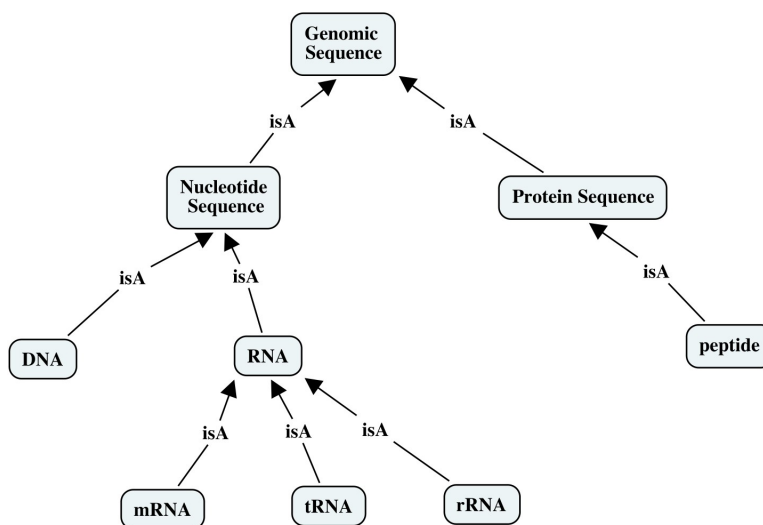 Genomic
Sequence
isA
isA
Nucleotide
Sequence
Protein Sequence
isA
isA
isA
DNA
RNA
peptide
isA
isA
isA
mRNA
tRNA
rRNA